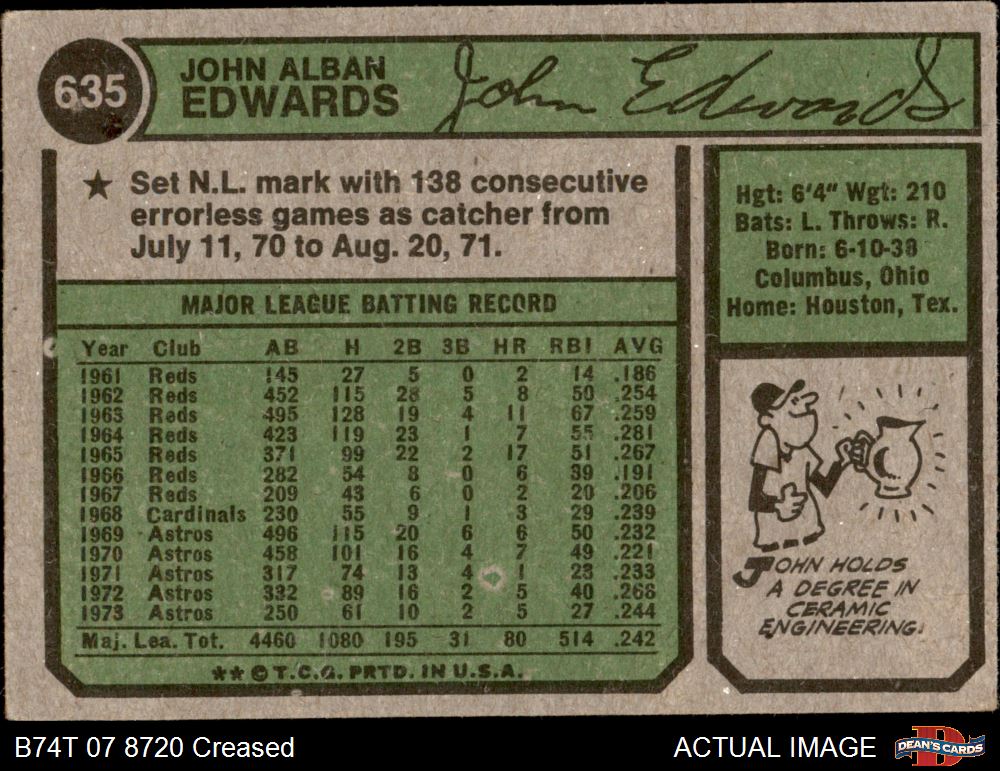 635
JOHN ALBAN
EDWARDS
John Edwards
★ Set N.L. mark with 138 consecutive
errorless games as catcher from
July 11, 70 to Aug. 20, 71.
Hgt: 6'4" Wgt: 210
Bats: L. Throws: R.
Born: 6-10-38
Columbus, Ohio
Home: Houston, Tex.
MAJOR LEAGUE BATTING RECORD
Year Club AB H 2B 3B HR RBI AVG
1961 Reds 145 27 5 0 2 14 .186
1962 Reds 452 115 28 5 8 50 .254
1963 Reds 495 128 19 4 11 67 .259
1964 Reds 423 119 23 1 7 55 .281
1965 Reds 371 99 22 2 17 51 .267
1966 Reds 282 54 8 0 6 39 .191
1967 Reds 209 43 6 0 2 20 .206
1968 Cardinals 230 55 9 1 3 29 .239
1969 Astros 496 115 20 6 6 50 .232
1970 Astros 458 101 16 4 7 49 .221
1971 Astros 317 74 13 4 1 23 .233
1972 Astros 332 89 16 2 5 40 .268
1973 Astros 250 61 10 2 5 27 .244
Maj. Lea. Tot. 4460 1080 195 31 80 514 .242
** © T.C.G. PRTD. IN U.S.A.
JOHN HOLDS
A DEGREE IN
CERAMIC
ENGINEERING.
B74T 07 8720 Creased
ACTUAL IMAGE
DEAN'S CARDS